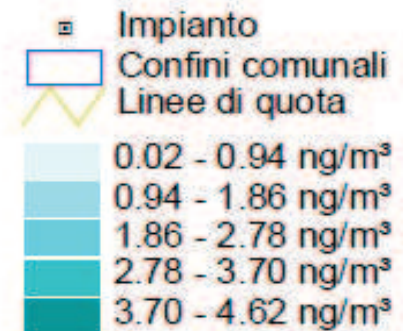 Impianto
Confini comunali
Linee di quota
0.02 - 0.94 ng/m³
0.94 - 1.86 ng/m³
1.86 - 2.78 ng/m³
2.78 - 3.70 ng/m³
3.70 - 4.62 ng/m³